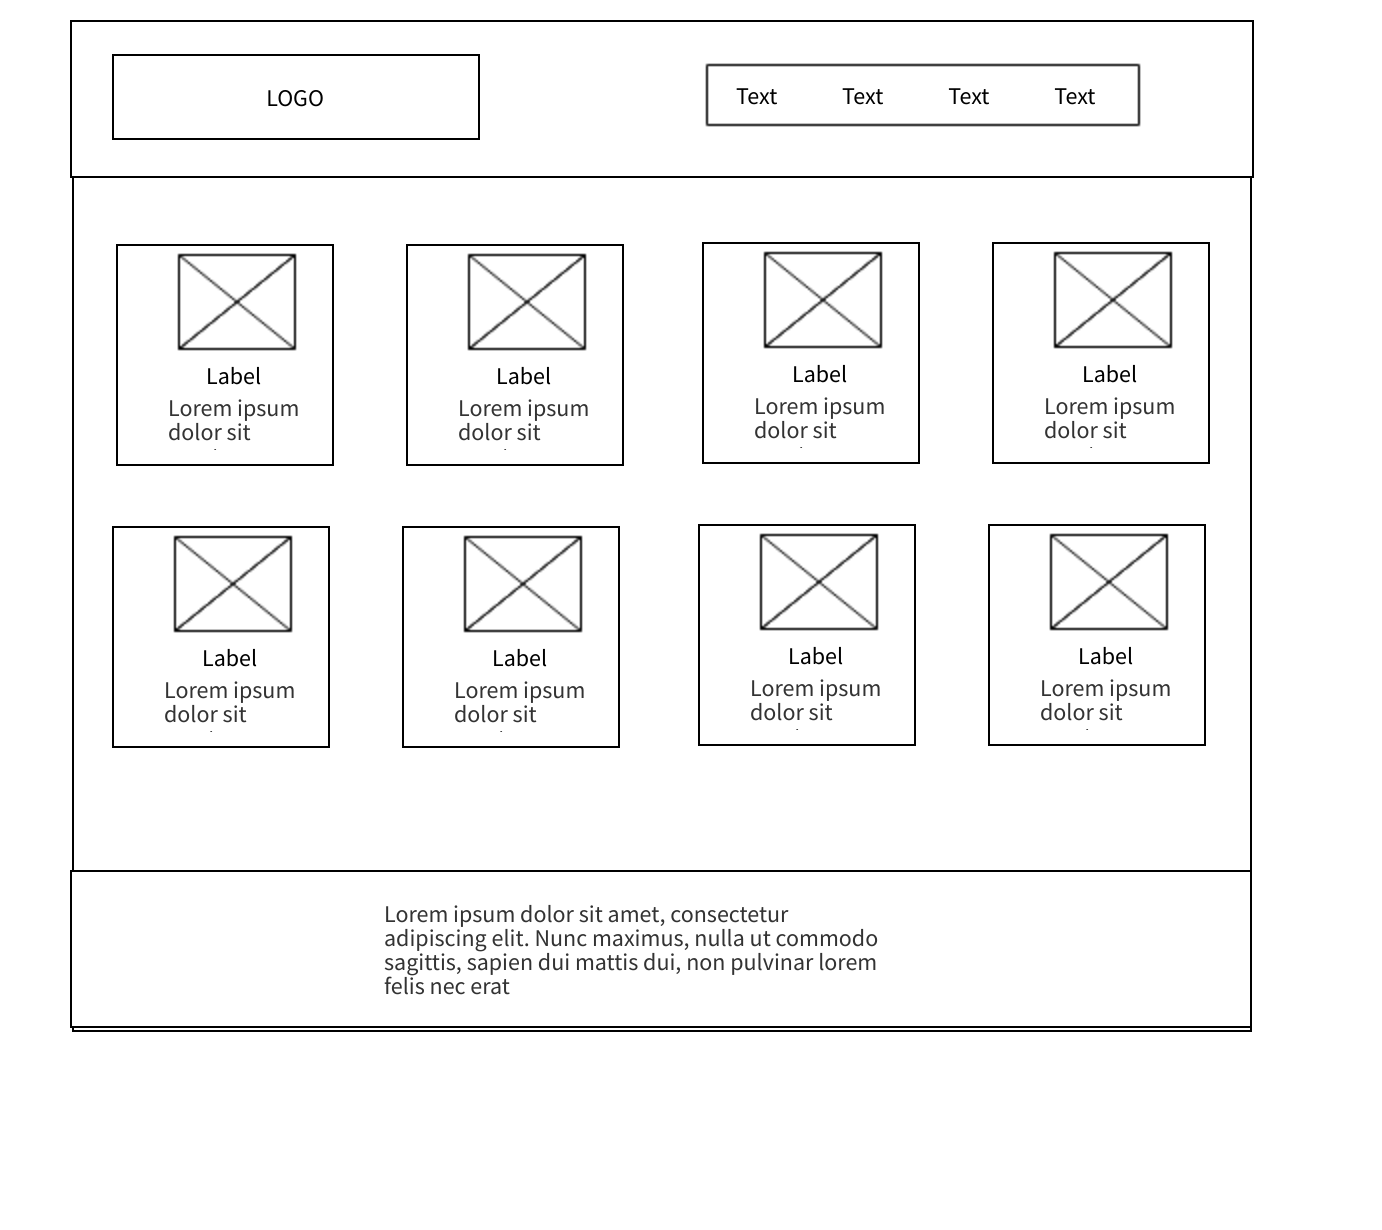 LOGO
Text Text Text Text
Label
Lorem ipsum
dolor sit
Label
Lorem ipsum
dolor sit
Label
Lorem ipsum
dolor sit
Label
Lorem ipsum
dolor sit
Label
Lorem ipsum
dolor sit
Label
Lorem ipsum
dolor sit
Label
Lorem ipsum
dolor sit
Label
Lorem ipsum
dolor sit
Lorem ipsum dolor sit amet, consectetur
adipiscing elit. Nunc maximus, nulla ut commodo
sagittis, sapien dui mattis dui, non pulvinar lorem
felis nec erat